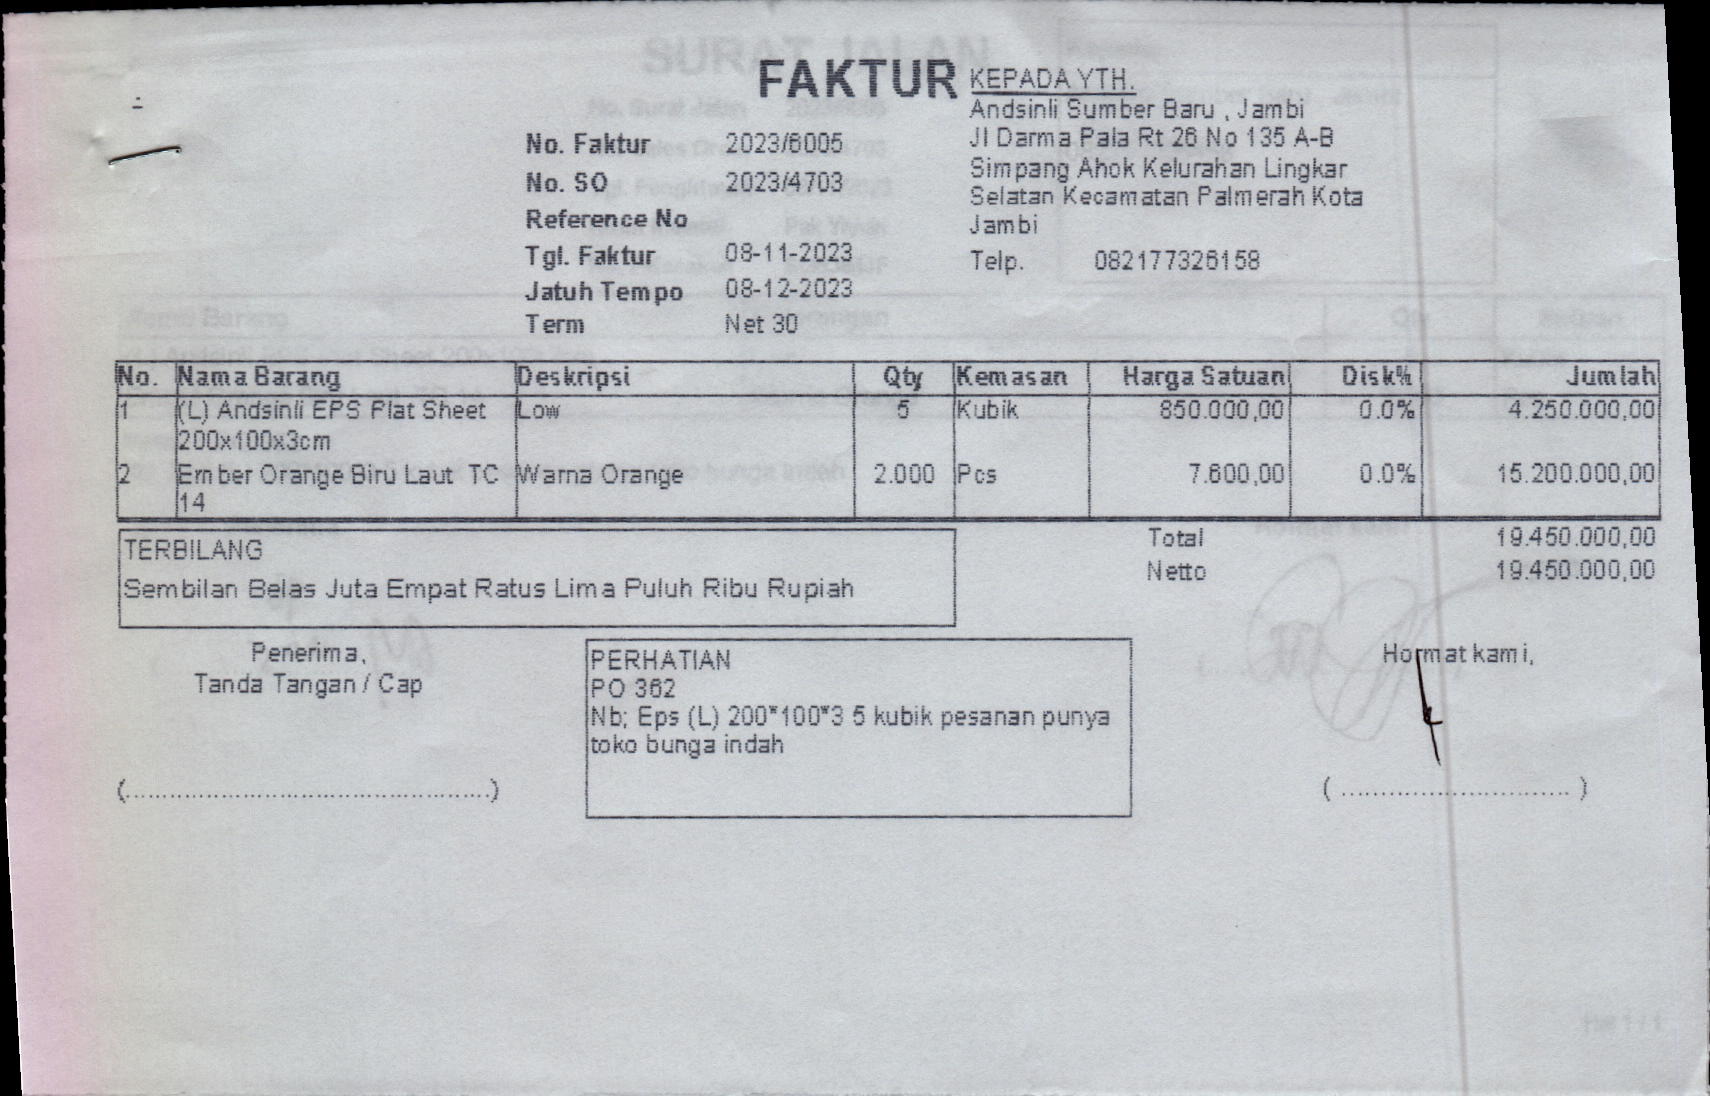 FAKTUR
No. Faktur 2023/6005
No. SO 2023/4703
Reference No
Tgl. Faktur 08-11-2023
Jatuh Tempo 08-12-2023
Term Net 30
KEPADA YTH.
Andsinli Sumber Baru , Jambi
Jl Darma Pala Rt 26 No 135 A-B
Simpang Ahok Kelurahan Lingkar
Selatan Kecamatan Palmerah Kota
Jambi
Telp. 082177326158
No. Nama Barang Deskripsi Qty Kemasan Harga Satuan Disk% Jumlah
1 (L) Andsinli EPS Flat Sheet Low 5 Kubik 850.000,00 0.0% 4.250.000,00
200x100x3cm
2 Ember Orange Biru Laut TC Warna Orange 2.000 Pcs 7.600,00 0.0% 15.200.000,00
14
TERBILANG
Sembilan Belas Juta Empat Ratus Lima Puluh Ribu Rupiah
Total 19.450.000,00
Netto 19.450.000,00
Penerima,
Tanda Tangan / Cap
(................................................)
PERHATIAN
PO 362
Nb; Eps (L) 200*100*3 5 kubik pesanan punya
toko bunga indah
Hormat kami,
( ............................. )